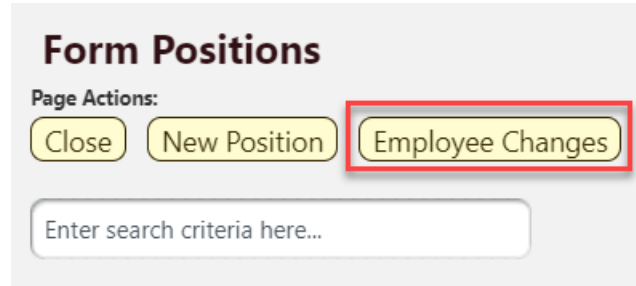 Form Positions
Page Actions:
Close New Position Employee Changes
Enter search criteria here...